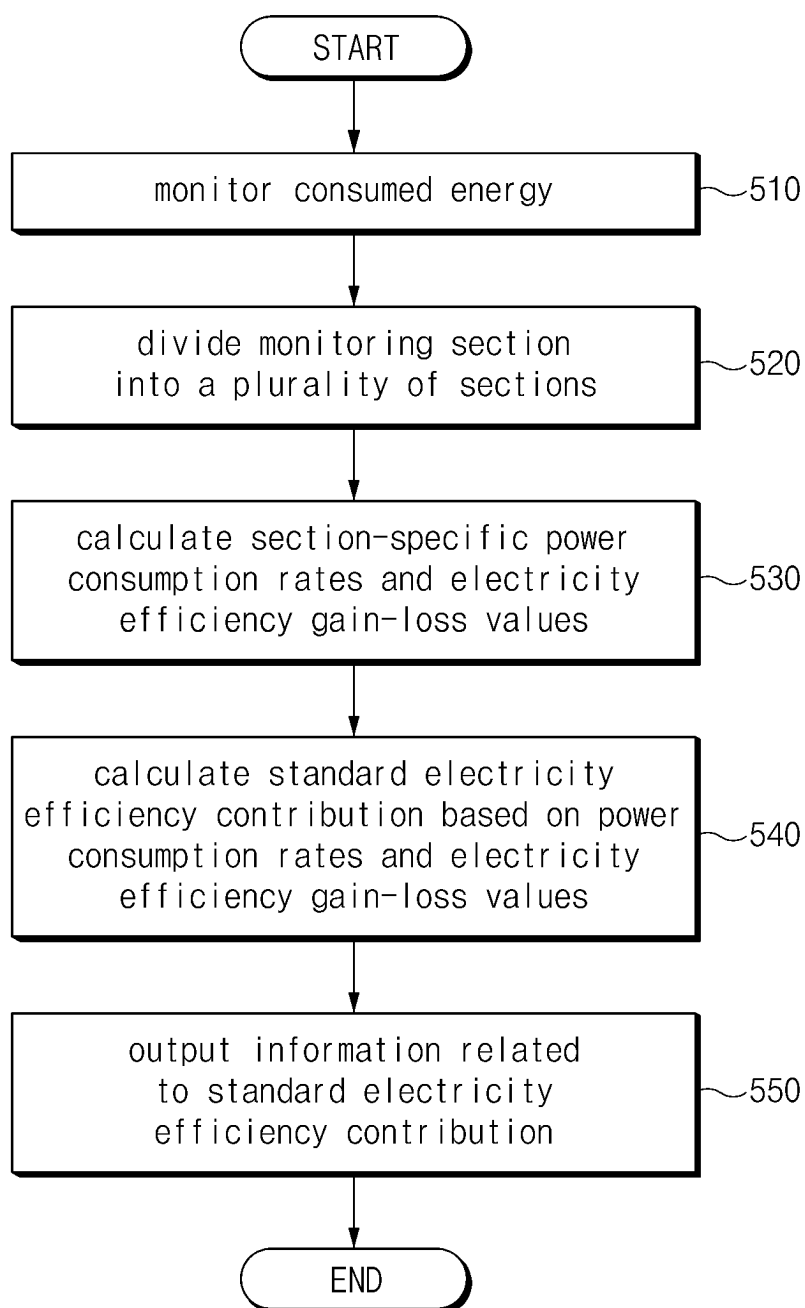 START
monitor consumed energy
510
divide monitoring section
into a plurality of sections
520
calculate section-specific power
consumption rates and electricity
efficiency gain-loss values
530
calculate standard electricity
efficiency contribution based on power
consumption rates and electricity
efficiency gain-loss values
540
output information related
to standard electricity
efficiency contribution
550
END